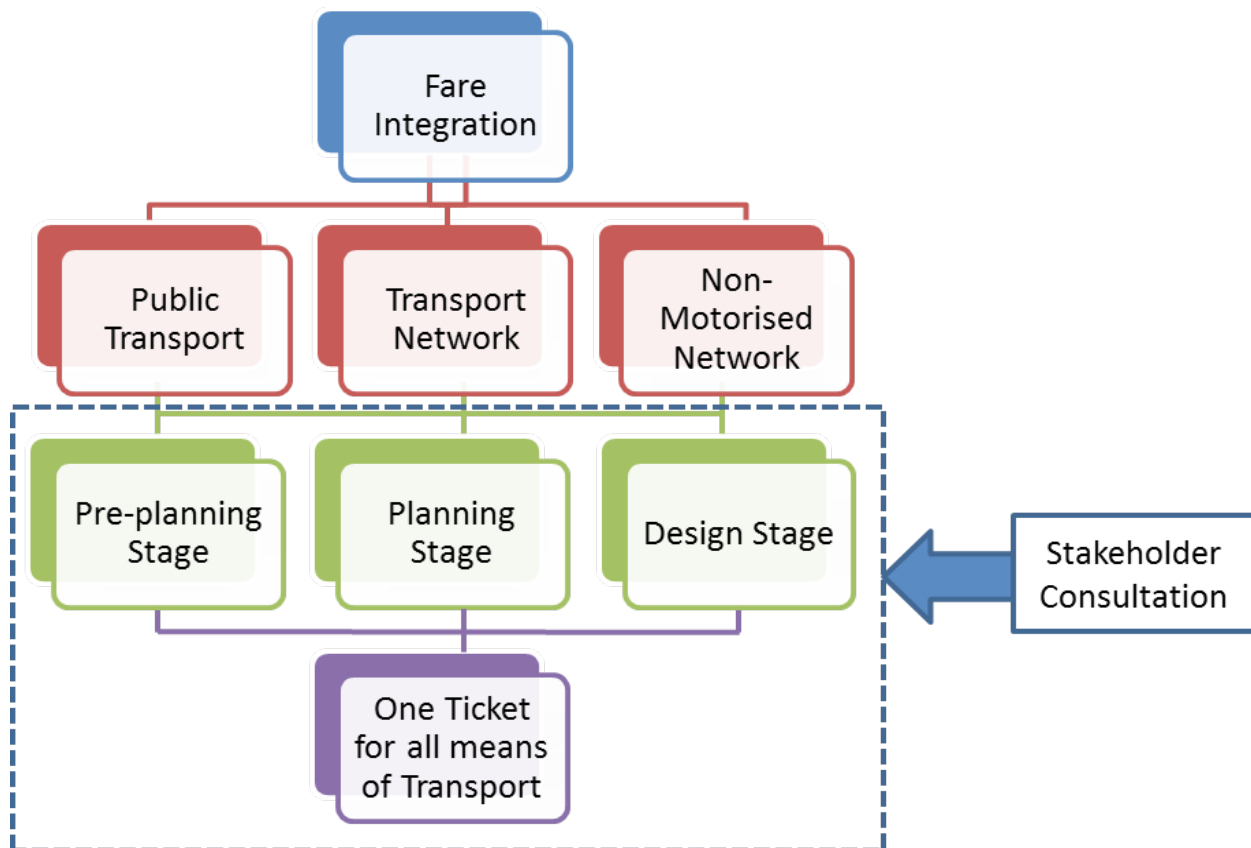 Fare
Integration
Public
Transport
Transport
Network
Non-
Motorised
Network
Pre-planning
Stage
Planning
Stage
Design Stage
Stakeholder
Consultation
One Ticket
for all means
of Transport